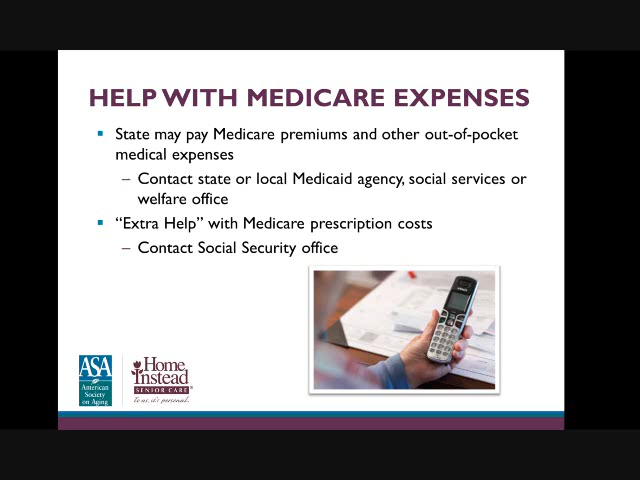 HELP WITH MEDICARE EXPENSES
State may pay Medicare premiums and other out-of-pocket
medical expenses
– Contact state or local Medicaid agency, social services or
welfare office
“Extra Help” with Medicare prescription costs
– Contact Social Security office
ASA
American
Society
on Aging
Home
Instead
SENIOR CARE
To us, it's personal.